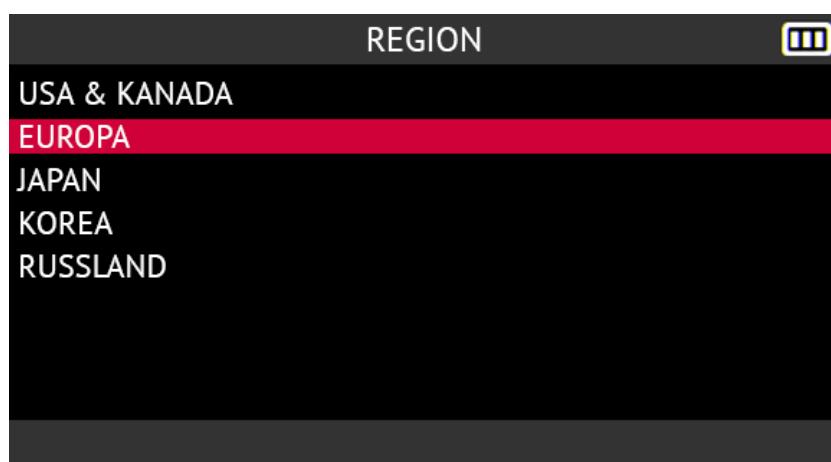 REGION
USA & KANADA
EUROPA
JAPAN
KOREA
RUSSLAND